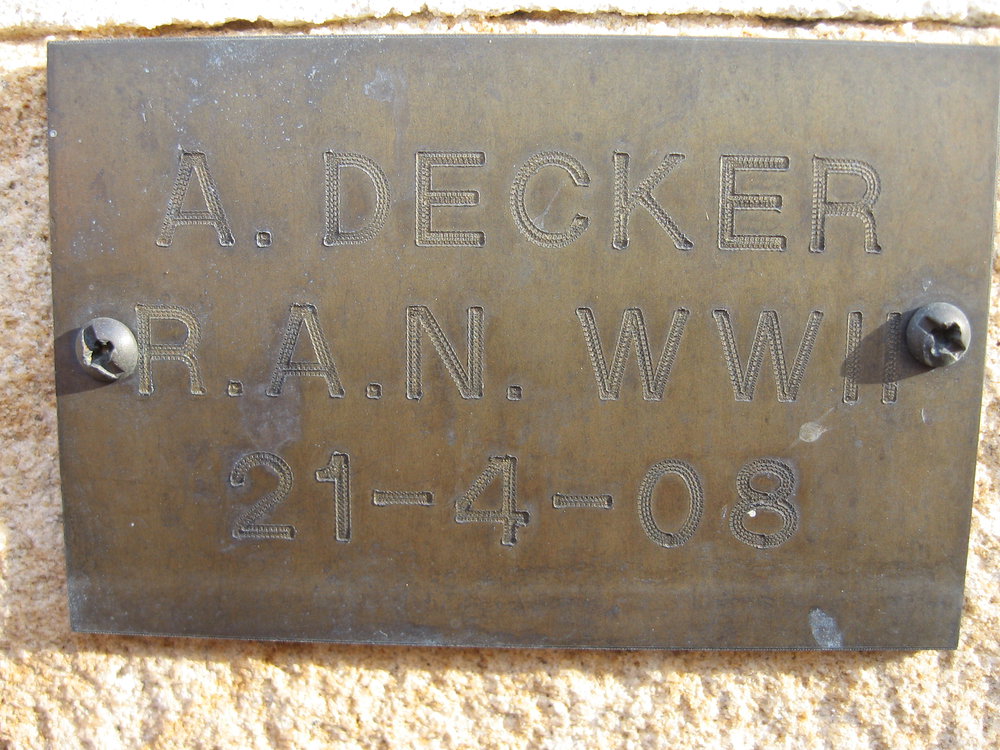 A. DECKER
R.A.N. WWII
21-4-08